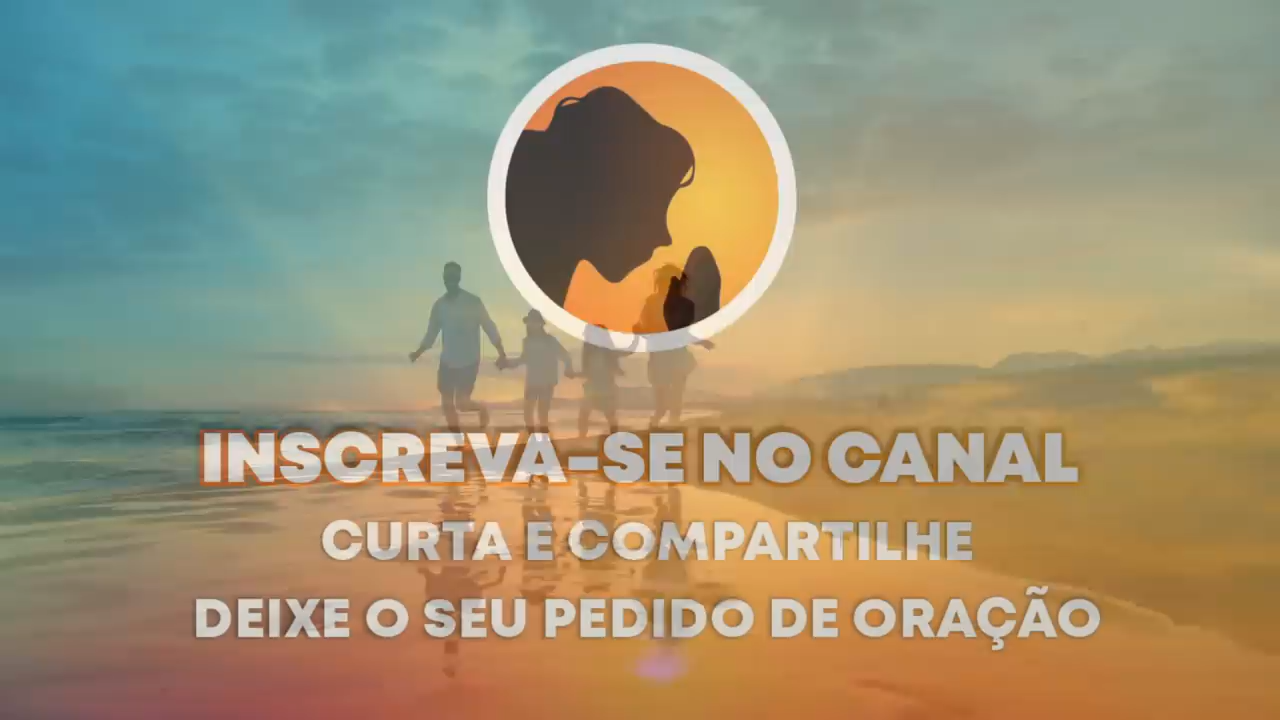 INSCREVA-SE NO CANAL
CURTA E COMPARTILHE
DEIXE O SEU PEDIDO DE ORAÇÃO